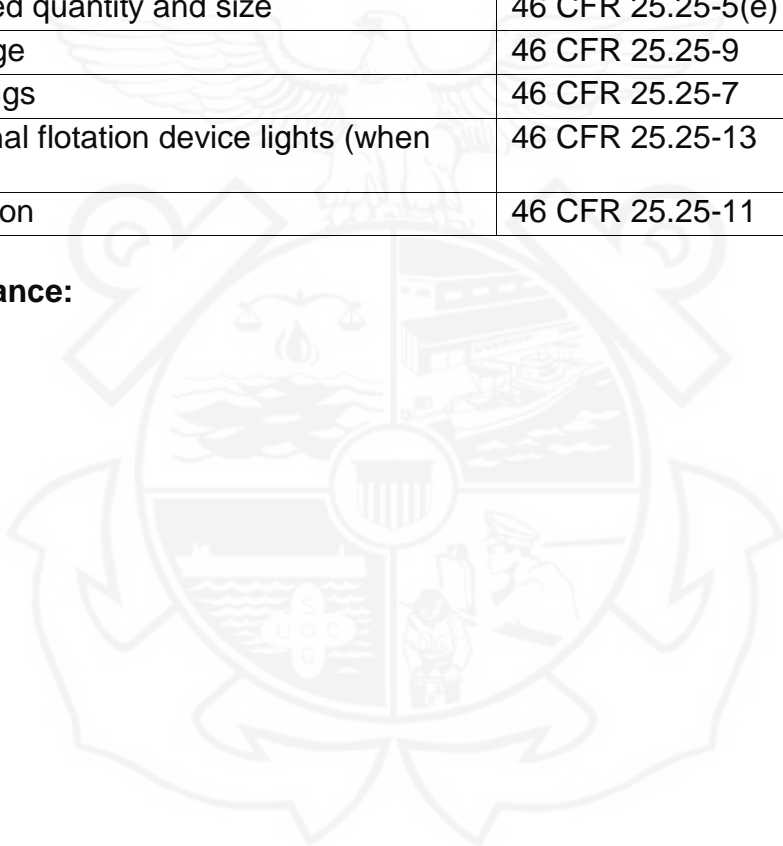 ed quantity and size 46 CFR 25.25-5(e)
ge 46 CFR 25.25-9
ngs 46 CFR 25.25-7
nal flotation device lights (when 46 CFR 25.25-13
on 46 CFR 25.25-11
ance:
S
U O C
G